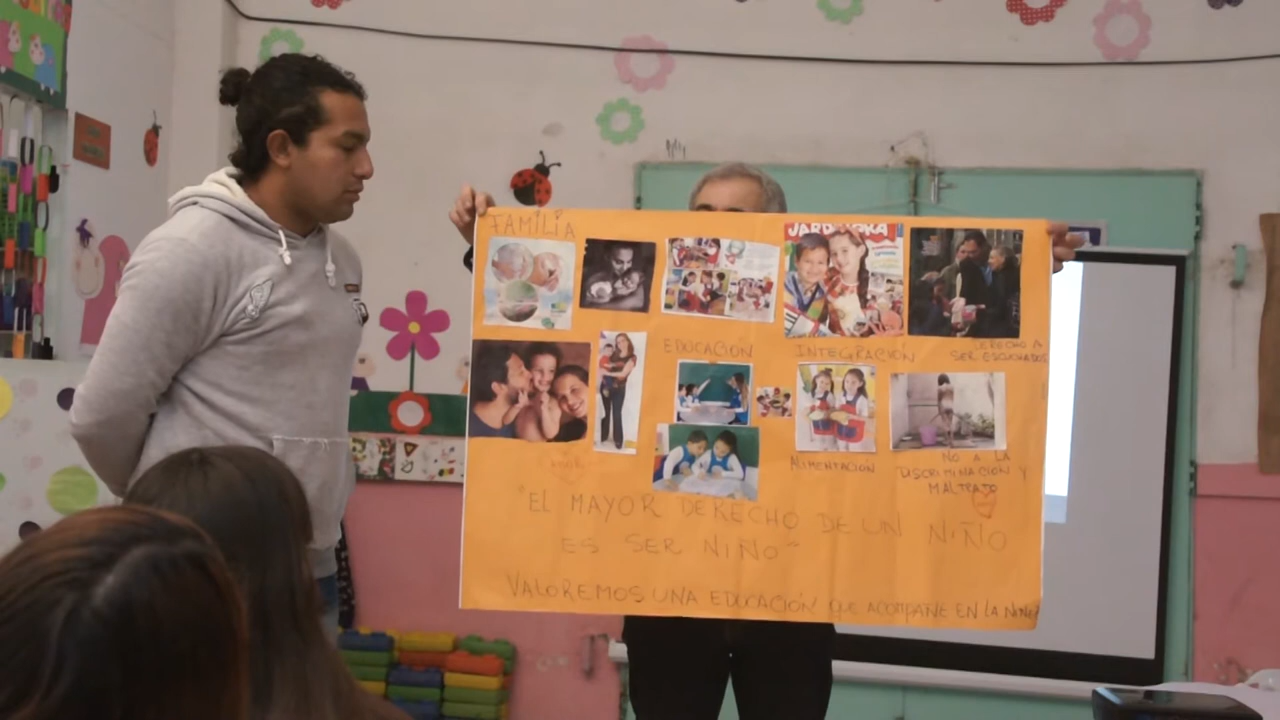 FAMILIA
EDUCACIÓN
INTEGRACIÓN
DERECHO A
SER ESCUCHADOS
ALIMENTACIÓN
NO A LA
DISCRIMINACIÓN Y
MALTRATO
"EL MAYOR DERECHO DE UN NIÑO
ES SER NIÑO"
VALOREMOS UNA EDUCACIÓN QUE ACOMPAÑE EN LA NIÑEZ